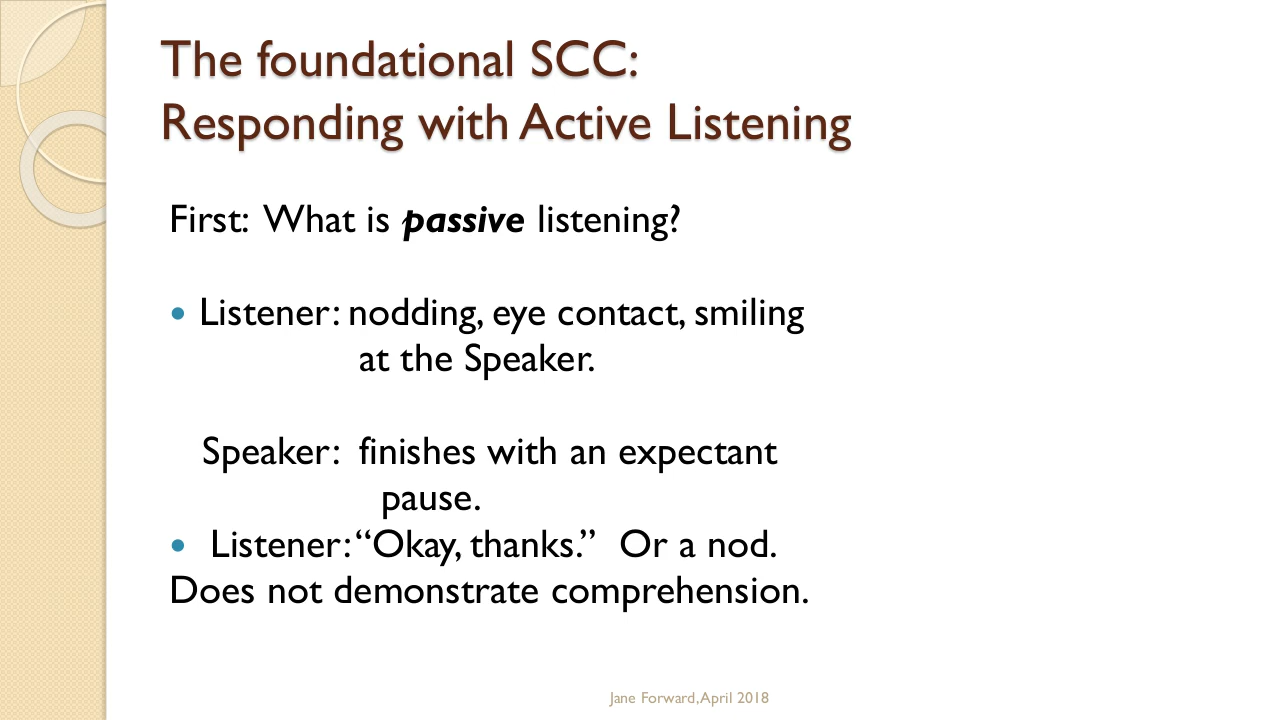 The foundational SCC:
Responding with Active Listening
First: What is passive listening?
• Listener: nodding, eye contact, smiling
at the Speaker.
Speaker: finishes with an expectant
pause.
• Listener: “Okay, thanks.” Or a nod.
Does not demonstrate comprehension.
Jane Forward, April 2018